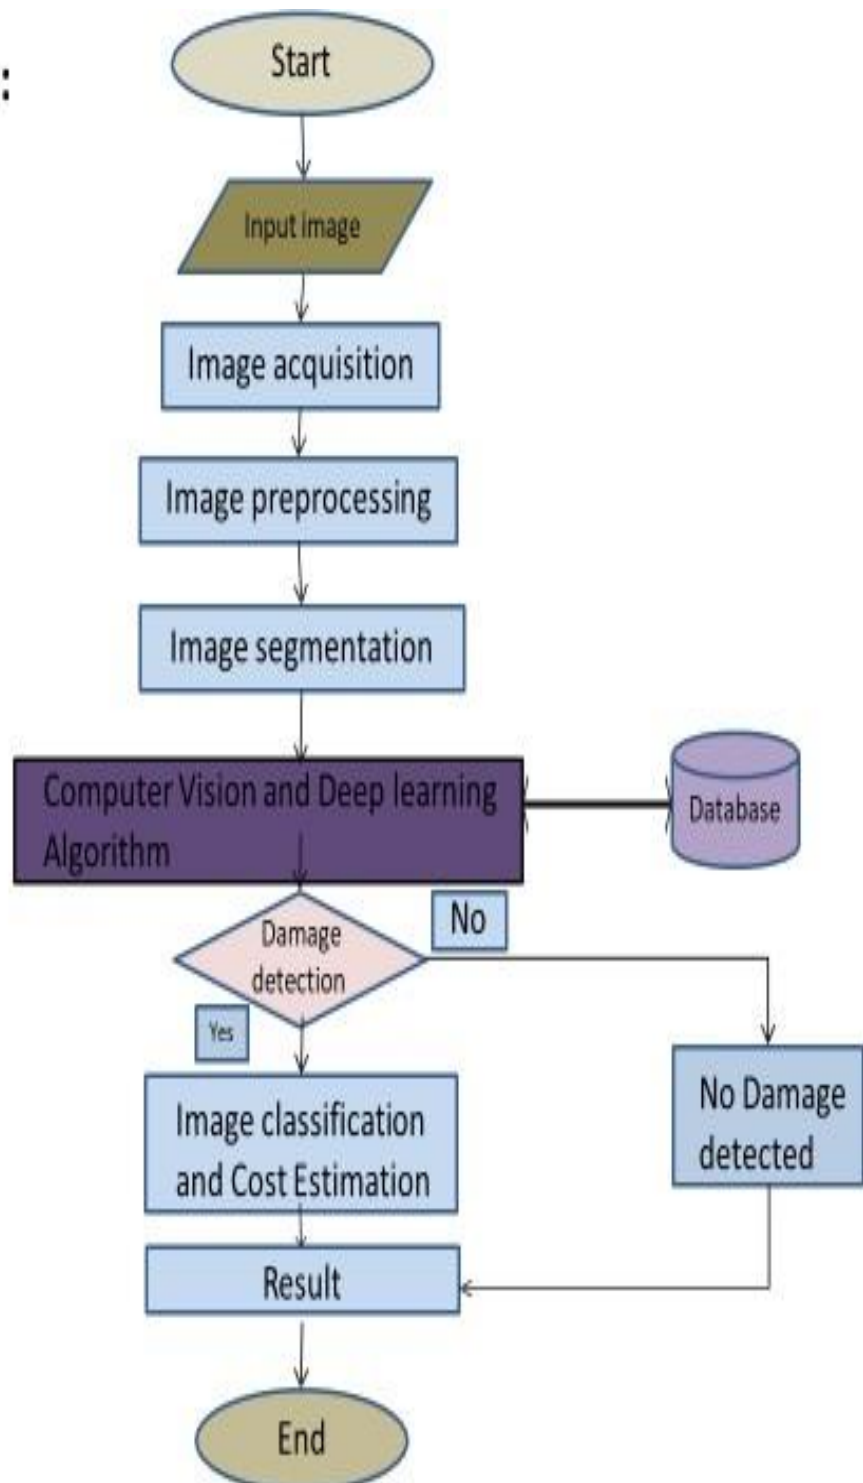 :
Start
Input image
Image acquisition
Image preprocessing
Image segmentation
Computer Vision and Deep learning
Algorithm
Database
Damage
detection
No
Yes
Image classification
and Cost Estimation
No Damage
detected
Result
End